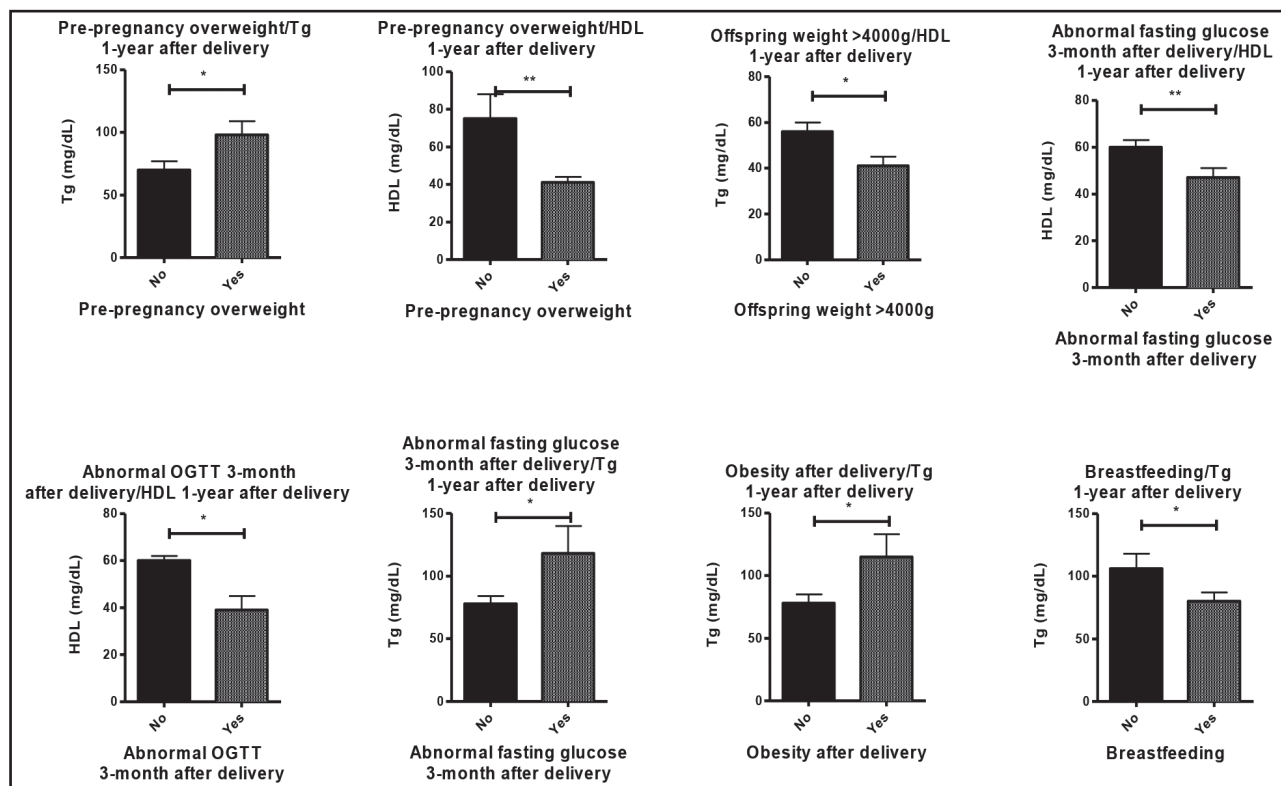 Pre-pregnancy overweight/Tg
1-year after delivery
*
150
100
50
0
Tg (mg/dL)
No
Yes
Pre-pregnancy overweight
Pre-pregnancy overweight/HDL
1-year after delivery
**
100
80
60
40
20
0
HDL (mg/dL)
No
Yes
Pre-pregnancy overweight
Offspring weight >4000g/HDL
1-year after delivery
*
60
40
20
0
Tg (mg/dL)
No
Yes
Offspring weight >4000g
Abnormal fasting glucose
3-month after delivery/HDL
1-year after delivery
**
80
60
40
20
0
HDL (mg/dL)
No
Yes
Abnormal fasting glucose
3-month after delivery
Abnormal OGTT 3-month
after delivery/HDL 1-year after delivery
*
80
60
40
20
0
HDL (mg/dL)
No
Yes
Abnormal OGTT
3-month after delivery
Abnormal fasting glucose
3-month after delivery/Tg
1-year after delivery
*
150
100
50
0
Tg (mg/dL)
No
Yes
Abnormal fasting glucose
3-month after delivery
Obesity after delivery/Tg
1-year after delivery
*
150
100
50
0
Tg (mg/dL)
No
Yes
Obesity after delivery
Breastfeeding/Tg
1-year after delivery
*
150
100
50
0
Tg (mg/dL)
No
Yes
Breastfeeding